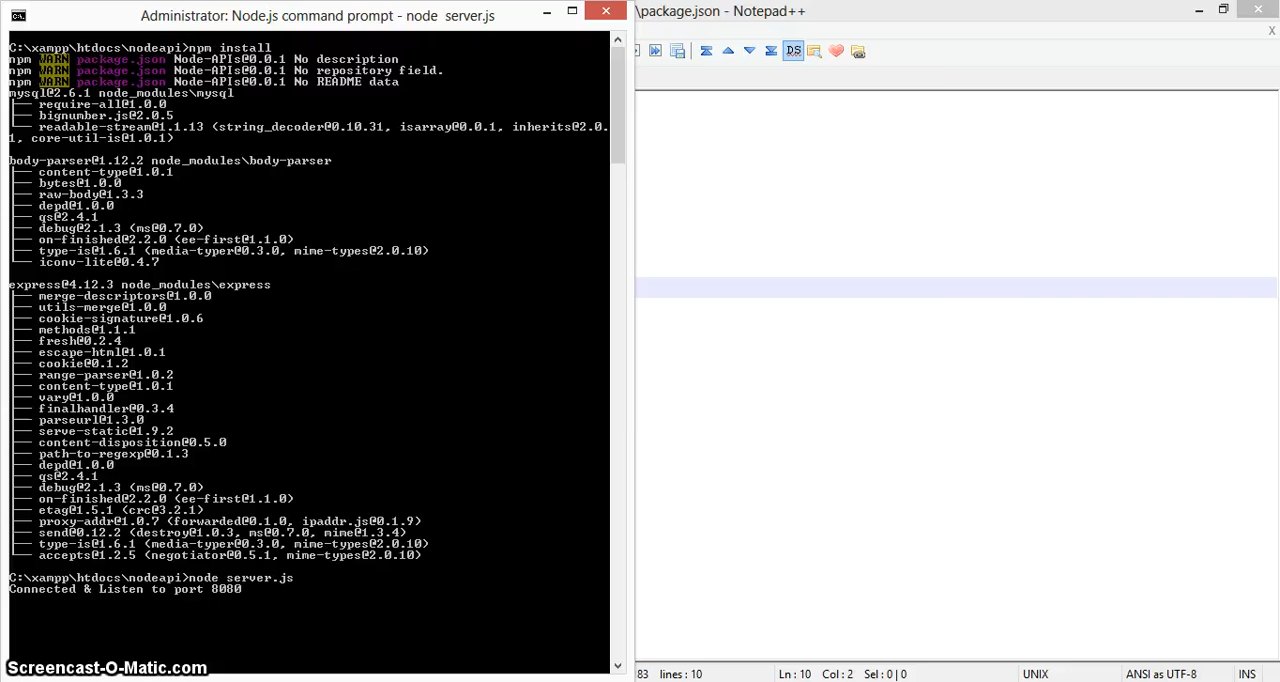 Administrator: Node.js command prompt - node server.js
\package.json - Notepad++
C:\xampp\htdocs\nodeapi>npm install
npm WARN package.json Node-APIs@0.0.1 No description
npm WARN package.json Node-APIs@0.0.1 No repository field.
npm WARN package.json Node-APIs@0.0.1 No README data
mysql@2.6.1 node_modules\mysql
├── require-all@1.0.0
├── bignumber.js@2.0.5
└── readable-stream@1.1.13 (string_decoder@0.10.31, isarray@0.0.1, inherits@2.0.
1, core-util-is@1.0.1)
body-parser@1.12.2 node_modules\body-parser
├── content-type@1.0.1
├── bytes@1.0.0
├── raw-body@1.3.3
├── depd@1.0.0
├── qs@2.4.1
├── debug@2.1.3 (ms@0.7.0)
├── on-finished@2.2.0 (ee-first@1.1.0)
├── type-is@1.6.1 (media-typer@0.3.0, mime-types@2.0.10)
└── iconv-lite@0.4.7
express@4.12.3 node_modules\express
├── merge-descriptors@1.0.0
├── utils-merge@1.0.0
├── cookie-signature@1.0.6
├── methods@1.1.1
├── fresh@0.2.4
├── escape-html@1.0.1
├── cookie@0.1.2
├── range-parser@1.0.2
├── content-type@1.0.1
├── vary@1.0.0
├── finalhandler@0.3.4
├── parseurl@1.3.0
├── serve-static@1.9.2
├── content-disposition@0.5.0
├── path-to-regexp@0.1.3
├── depd@1.0.0
├── qs@2.4.1
├── debug@2.1.3 (ms@0.7.0)
├── on-finished@2.2.0 (ee-first@1.1.0)
├── etag@1.5.1 (crc@3.2.1)
├── proxy-addr@1.0.7 (forwarded@0.1.0, ipaddr.js@0.1.9)
├── send@0.12.2 (destroy@1.0.3, ms@0.7.0, mime@1.3.4)
├── type-is@1.6.1 (media-typer@0.3.0, mime-types@2.0.10)
└── accepts@1.2.5 (negotiator@0.5.1, mime-types@2.0.10)
C:\xampp\htdocs\nodeapi>node server.js
Connected & Listen to port 8080
Screencast-O-Matic.com
83 lines : 10 Ln : 10 Col : 2 Sel : 0 | 0 UNIX ANSI as UTF-8 INS